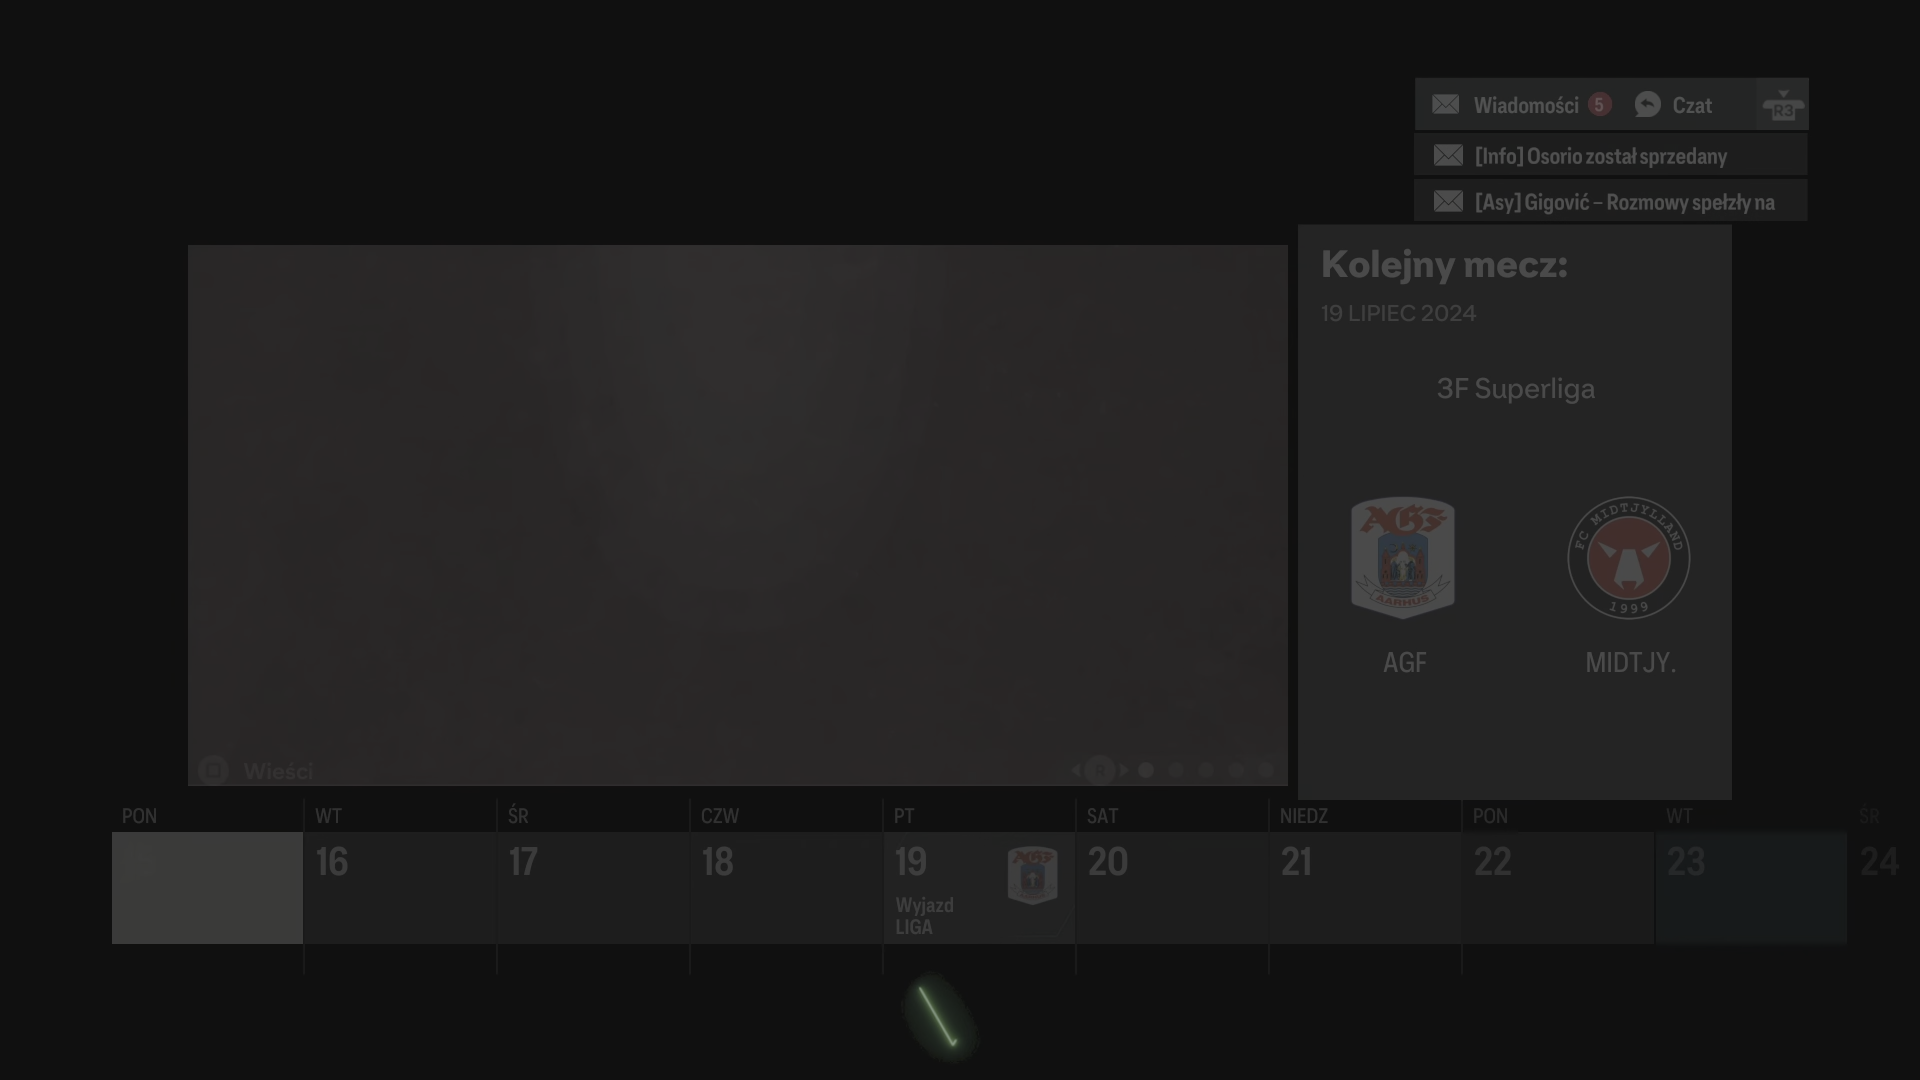 Wiadomości 5 Czat R3
[Info] Osorio został sprzedany
[Asy] Gigović – Rozmowy spełzły na
Kolejny mecz:
19 LIPIEC 2024
3F Superliga
AGF
AARHUS
FC MIDTJYLLAND
1999
AGF MIDTJY.
Wieści R
PON WT ŚR CZW PT SAT NIEDZ PON WT ŚR
16 17 18 19 20 21 22 23 24
AGF
Wyjazd
LIGA